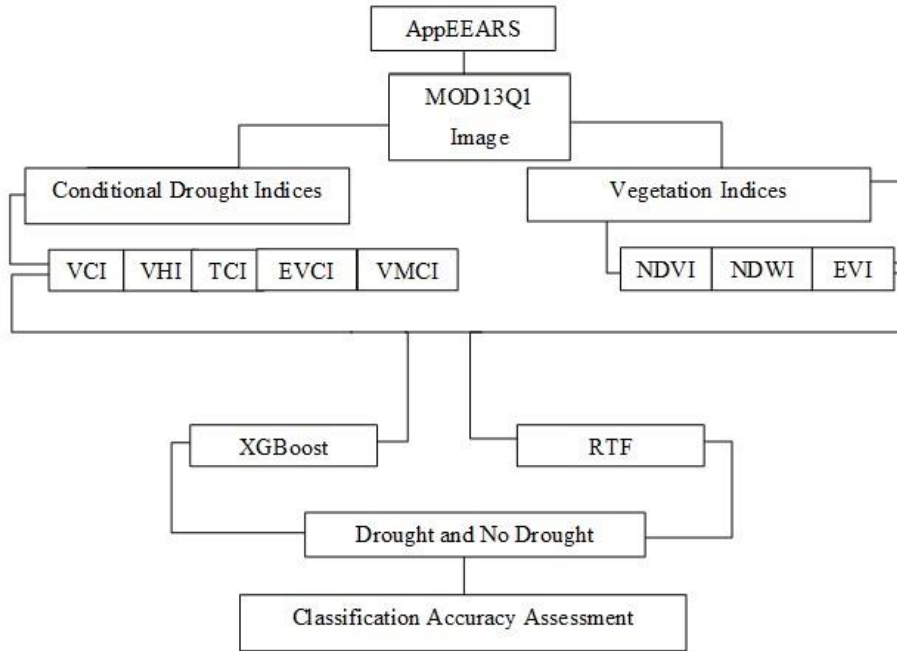 AppEEARS
MOD13Q1
Image
Conditional Drought Indices
Vegetation Indices
VCI VHI TCI EVCI VMCI
NDVI NDWI EVI
XGBoost
RTF
Drought and No Drought
Classification Accuracy Assessment